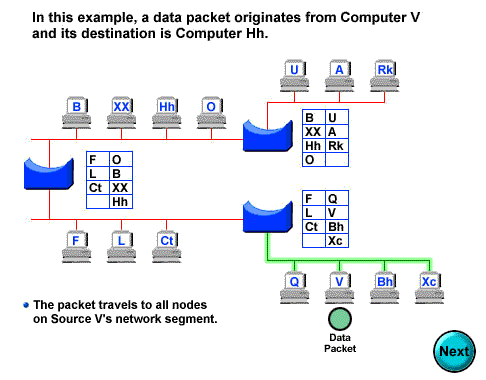 In this example, a data packet originates from Computer V
and its destination is Computer Hh.
U A Rk
B XX Hh O
B U
XX A
Hh Rk
O
F O
L B
Ct XX
Hh
F Q
L V
Ct Bh
Xc
F L Ct
Q V Bh Xc
The packet travels to all nodes
on Source V's network segment.
Data
Packet
Next